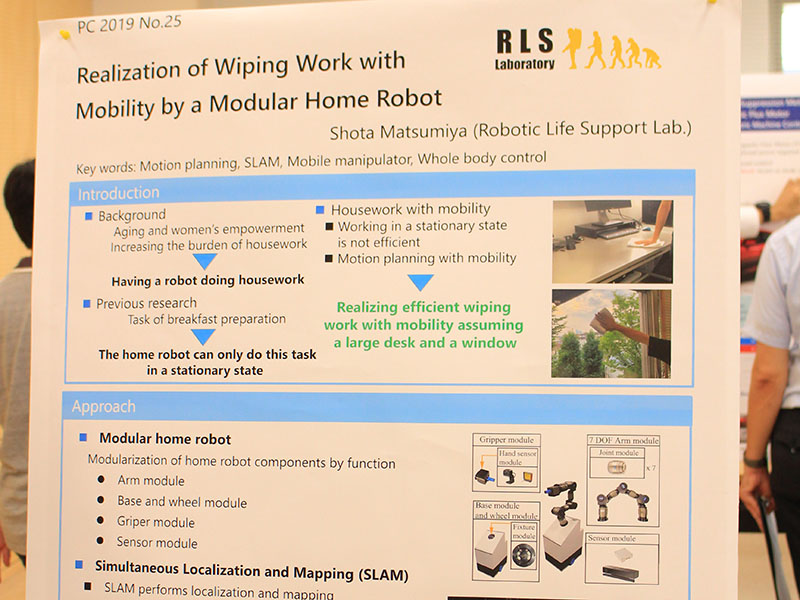 PC 2019 No.25
RLS
Laboratory
Realization of Wiping Work with
Mobility by a Modular Home Robot
Shota Matsumiya (Robotic Life Support Lab.)
Key words: Motion planning, SLAM, Mobile manipulator, Whole body control
Introduction
Background
Aging and women's empowerment
Increasing the burden of housework
Having a robot doing housework
Previous research
Task of breakfast preparation
The home robot can only do this task
in a stationary state
Housework with mobility
Working in a stationary state
is not efficient
Motion planning with mobility
Realizing efficient wiping
work with mobility assuming
a large desk and a window
Approach
Modular home robot
Modularization of home robot components by function
Arm module
Base and wheel module
Griper module
Sensor module
Simultaneous Localization and Mapping (SLAM)
SLAM performs localization and mapping
Gripper module
Hand sensor
module
7 DOF Arm module
Joint module
x 7
Base module
and wheel module
Fixture
module
Sensor module